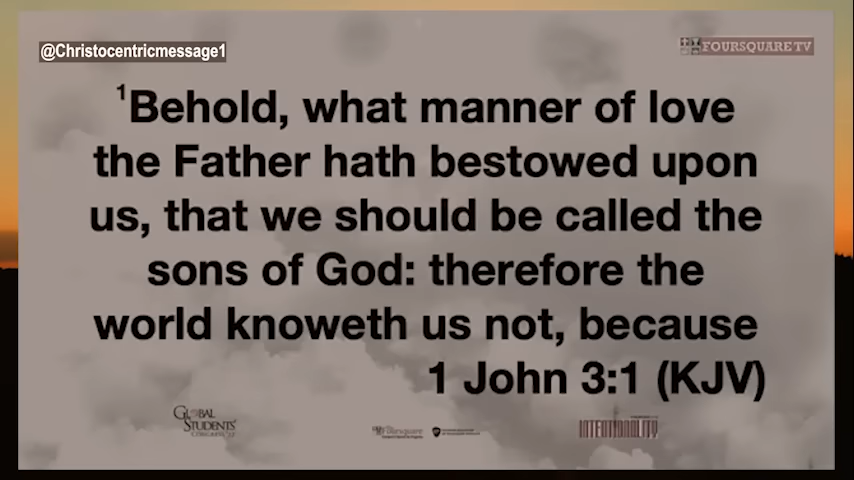 @Christocentricmessage1
FOURSQUARE TV
1Behold, what manner of love
the Father hath bestowed upon
us, that we should be called the
sons of God: therefore the
world knoweth us not, because
1 John 3:1 (KJV)
GLOBAL
STUDENTS'
INTENTIONALITY